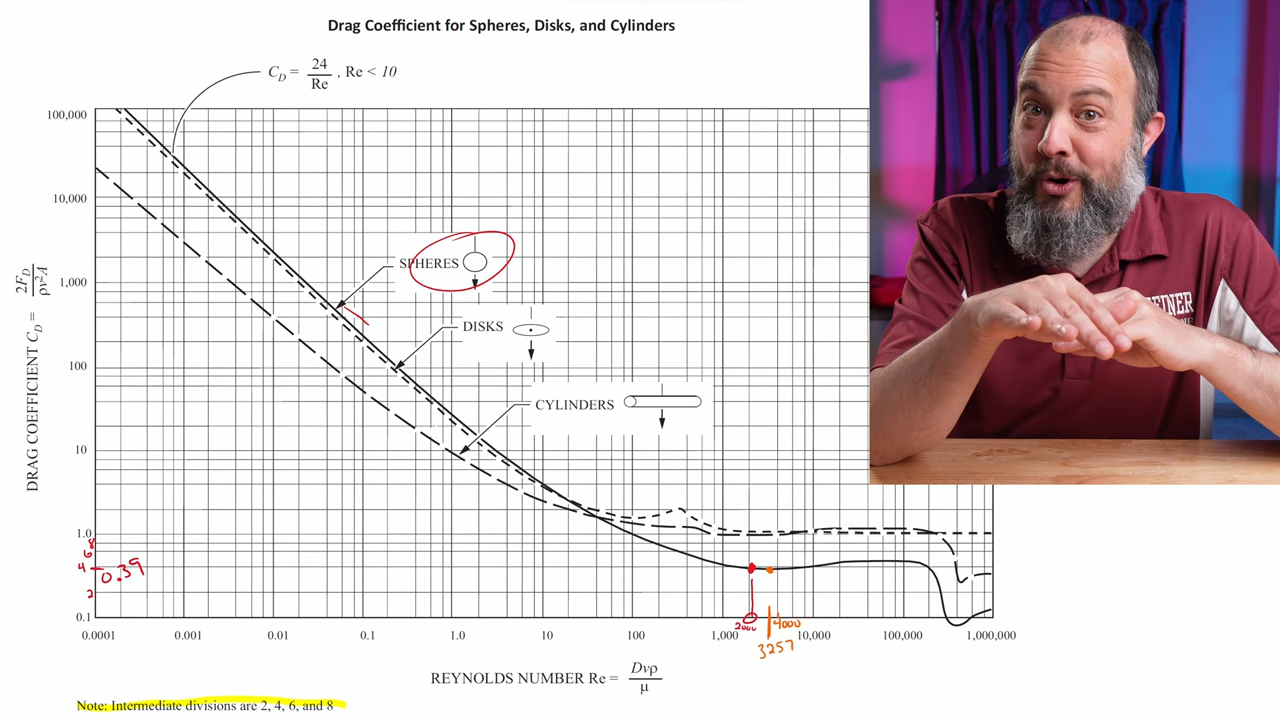 Drag Coefficient for Spheres, Disks, and Cylinders
C_D = 24/Re , Re < 10
100,000
10,000
1,000
100
10
1.0
0.1
DRAG COEFFICIENT C_D = 2F_D/ρv²A
SPHERES
DISKS
CYLINDERS
EINER
8
6
4
0.39
2
2000
4000
3257
0.0001 0.001 0.01 0.1 1.0 10 100 1,000 10,000 100,000 1,000,000
REYNOLDS NUMBER Re = Dvρ/μ
Note: Intermediate divisions are 2, 4, 6, and 8